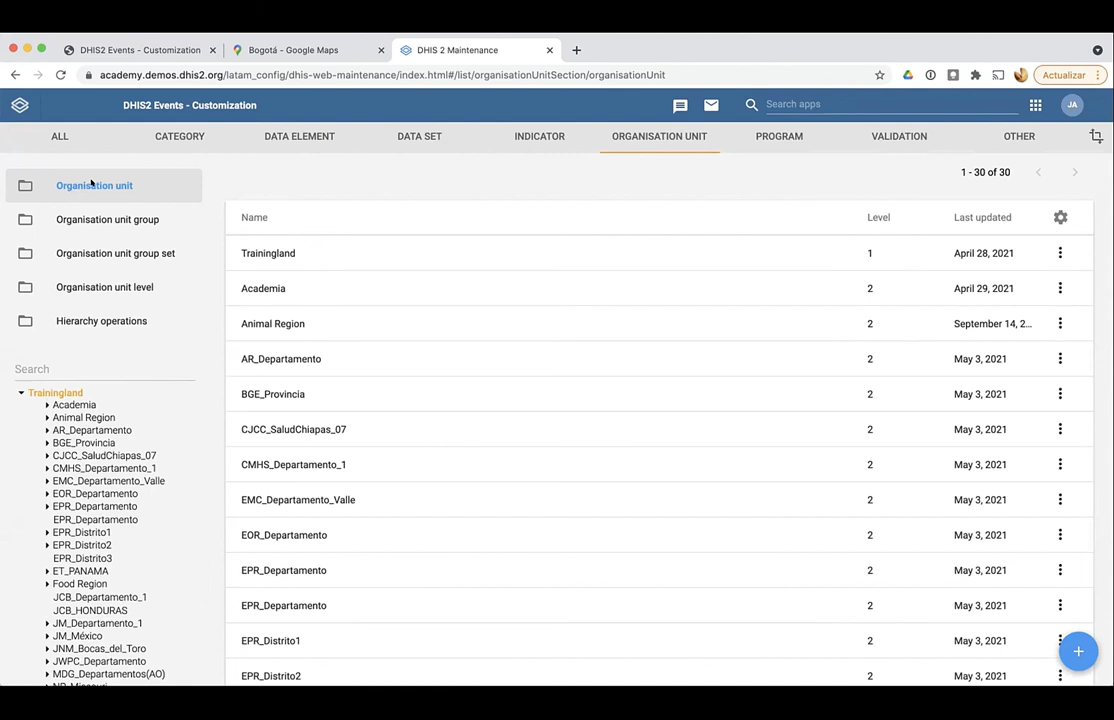 DHIS2 Events - Customization
Bogotá - Google Maps
DHIS 2 Maintenance
academy.demos.dhis2.org/latam_config/dhis-web-maintenance/index.html#/list/organisationUnitSection/organisationUnit
Actualizar
DHIS2 Events - Customization
Search apps
JA
ALL
CATEGORY
DATA ELEMENT
DATA SET
INDICATOR
ORGANISATION UNIT
PROGRAM
VALIDATION
OTHER
Organisation unit
Organisation unit group
Organisation unit group set
Organisation unit level
Hierarchy operations
Search
Trainingland
Academia
Animal Region
AR_Departamento
BGE_Provincia
CJCC_SaludChiapas_07
CMHS_Departamento_1
EMC_Departamento_Valle
EOR_Departamento
EPR_Departamento
EPR_Departamento
EPR_Distrito1
EPR_Distrito2
EPR_Distrito3
ET_PANAMA
Food Region
JCB_Departamento_1
JCB_HONDURAS
JM_Departamento_1
JM_México
JNM_Bocas_del_Toro
JWPC_Departamento
MDG_Departamentos(AO)
1 - 30 of 30
Name Level Last updated
Trainingland 1 April 28, 2021
Academia 2 April 29, 2021
Animal Region 2 September 14, 2...
AR_Departamento 2 May 3, 2021
BGE_Provincia 2 May 3, 2021
CJCC_SaludChiapas_07 2 May 3, 2021
CMHS_Departamento_1 2 May 3, 2021
EMC_Departamento_Valle 2 May 3, 2021
EOR_Departamento 2 May 3, 2021
EPR_Departamento 2 May 3, 2021
EPR_Departamento 2 May 3, 2021
EPR_Distrito1 2 May 3, 2021
EPR_Distrito2 2 May 3, 2021